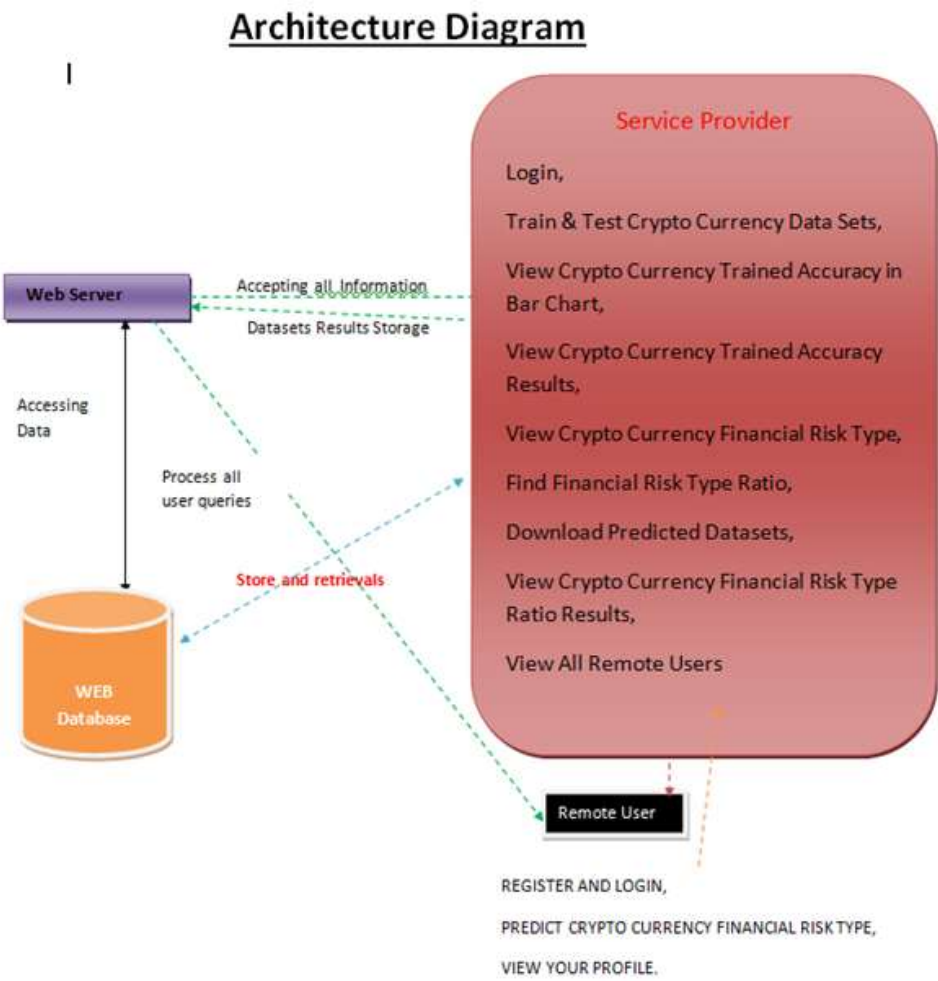 Architecture Diagram
Service Provider
Login,
Train & Test Crypto Currency Data Sets,
View Crypto Currency Trained Accuracy in
Bar Chart,
View Crypto Currency Trained Accuracy
Results,
View Crypto Currency Financial Risk Type,
Find Financial Risk Type Ratio,
Download Predicted Datasets,
View Crypto Currency Financial Risk Type
Ratio Results,
View All Remote Users
Web Server
Accepting all Information
Datasets Results Storage
Accessing
Data
Process all
user queries
Store and retrievals
WEB
Database
Remote User
REGISTER AND LOGIN,
PREDICT CRYPTO CURRENCY FINANCIAL RISK TYPE,
VIEW YOUR PROFILE.